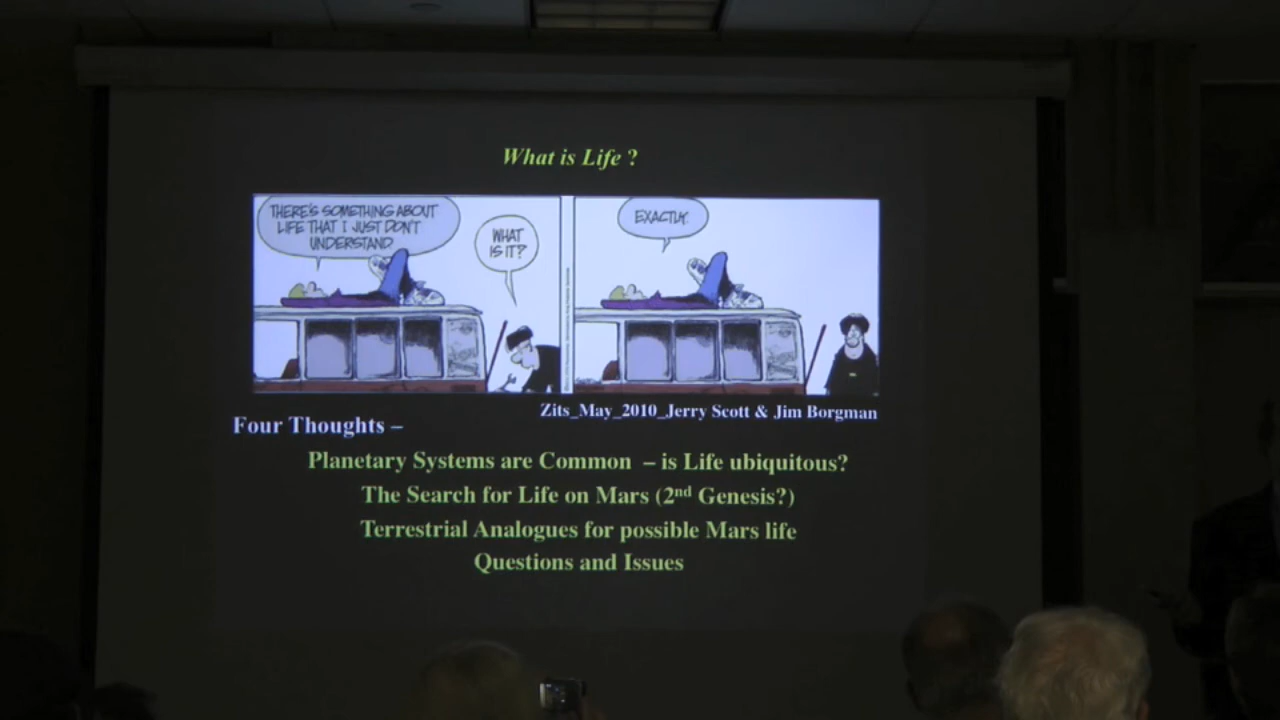 What is Life ?
THERE'S SOMETHING ABOUT
LIFE THAT I JUST DON'T
UNDERSTAND
WHAT
IS IT?
EXACTLY.
Zits_May_2010_Jerry Scott & Jim Borgman
Four Thoughts –
Planetary Systems are Common – is Life ubiquitous?
The Search for Life on Mars (2nd Genesis?)
Terrestrial Analogues for possible Mars life
Questions and Issues